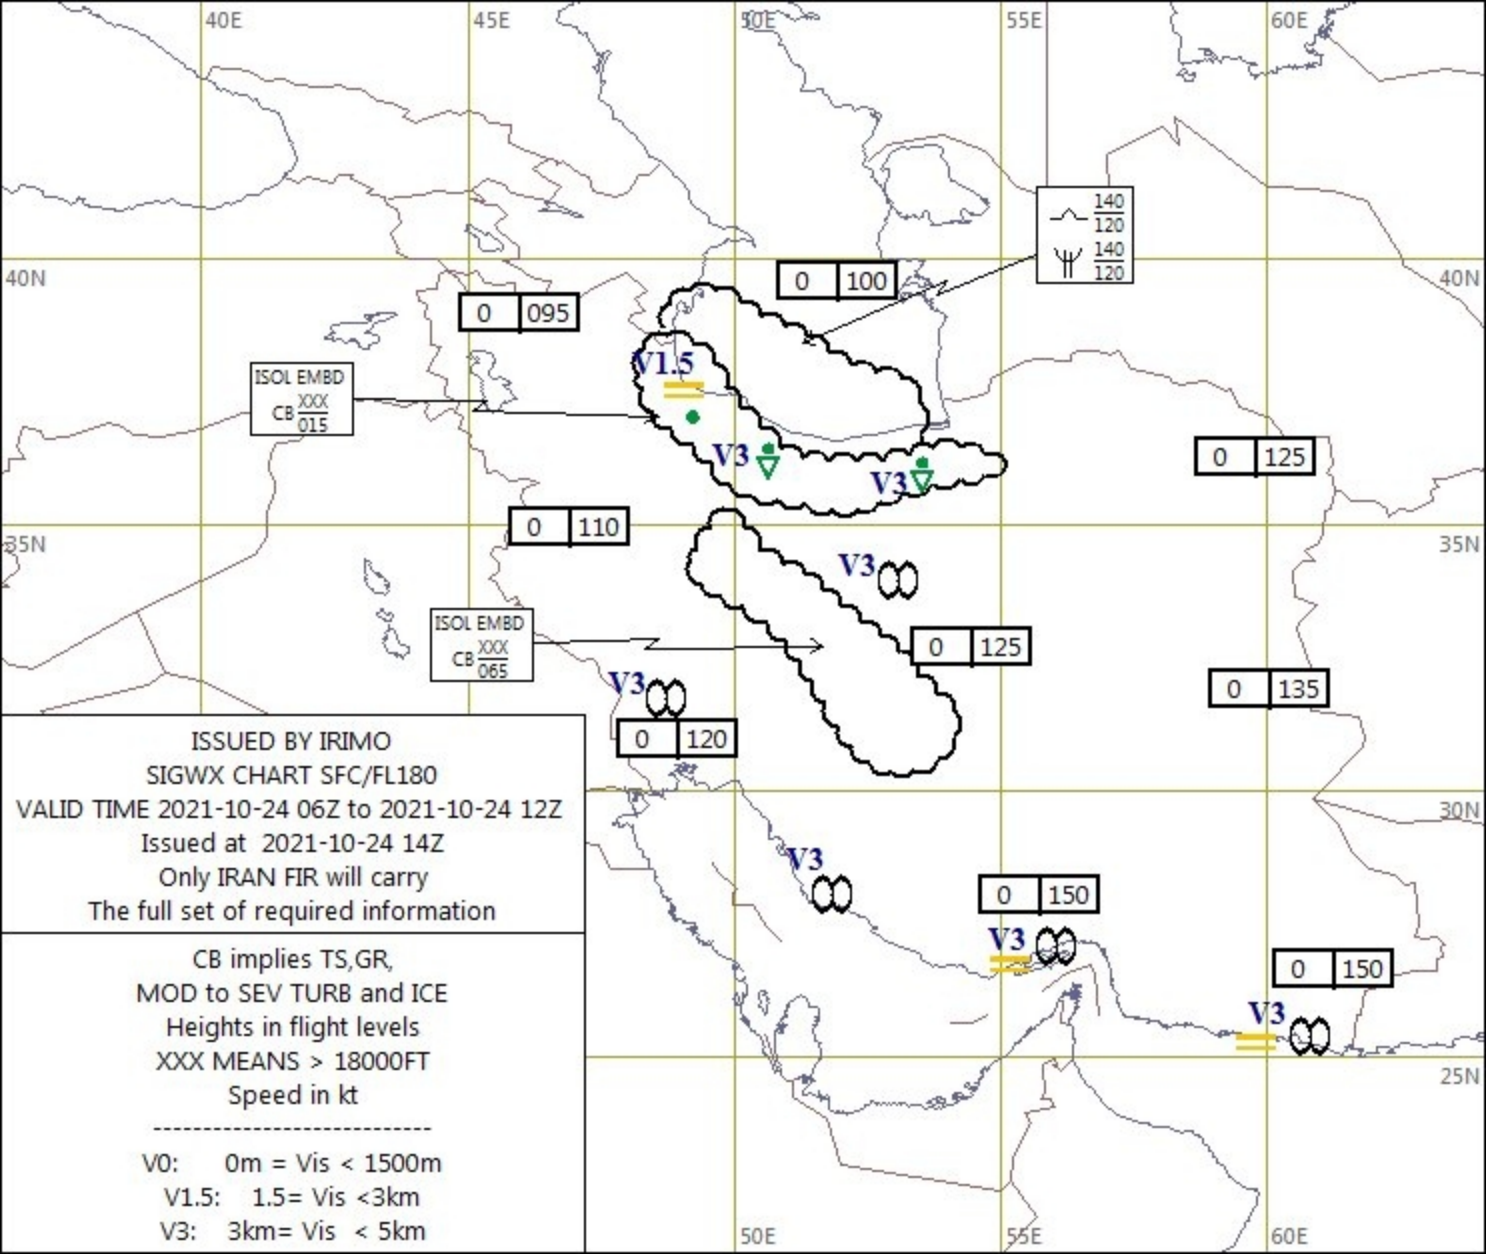 40E 45E 50E 55E 60E
140
120
140
120
40N 40N
0 100
0 095
V1.5
ISOL EMBD
CB XXX
015
V3
V3
0 125
0 110
35N 35N
V3
ISOL EMBD
CB XXX
065
0 125
V3
0 135
0 120
ISSUED BY IRIMO
SIGWX CHART SFC/FL180
VALID TIME 2021-10-24 06Z to 2021-10-24 12Z
Issued at 2021-10-24 14Z
Only IRAN FIR will carry
The full set of required information
30N
V3
0 150
V3
0 150
V3
25N
CB implies TS,GR,
MOD to SEV TURB and ICE
Heights in flight levels
XXX MEANS > 18000FT
Speed in kt
----------------------------
V0: 0m = Vis < 1500m
V1.5: 1.5= Vis <3km
V3: 3km= Vis < 5km
50E 55E 60E